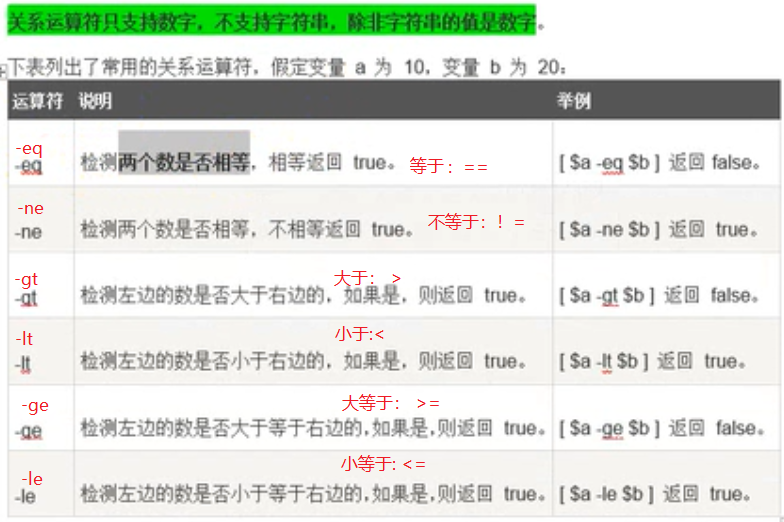 关系运算符只支持数字，不支持字符串，除非字符串的值是数字。
下表列出了常用的关系运算符，假定变量 a 为 10，变量 b 为 20：
运算符 说明 举例
-eq
-eq 检测两个数是否相等，相等返回 true。 等于：== [ $a -eq $b ] 返回 false。
-ne
-ne 检测两个数是否相等，不相等返回 true。 不等于：！= [ $a -ne $b ] 返回 true。
-gt 大于： >
-gt 检测左边的数是否大于右边的，如果是，则返回 true。 [ $a -gt $b ] 返回 false。
-lt 小于:<
-lt 检测左边的数是否小于右边的，如果是，则返回 true。 [ $a -lt $b ] 返回 true。
-ge 大等于： >=
-ge 检测左边的数是否大于等于右边的,如果是,则返回 true。 [ $a -ge $b ] 返回 false。
-le 小等于: <=
-le 检测左边的数是否小于等于右边的,如果是,则返回 true。 [ $a -le $b ] 返回 true。